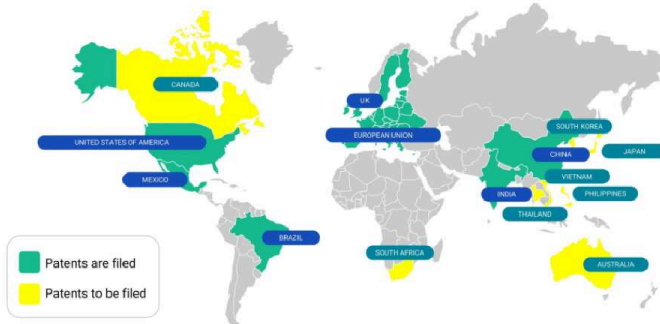 CANADA
UK
UNITED STATES OF AMERICA
EUROPEAN UNION
SOUTH KOREA
JAPAN
CHINIA
MEXICO
VIETNAM
INDIA
PHILIPPINES
THAILAND
BRAZIL
SOUTH AFRICA
AUSTRALIA
Patents are filed
Patents to be filed